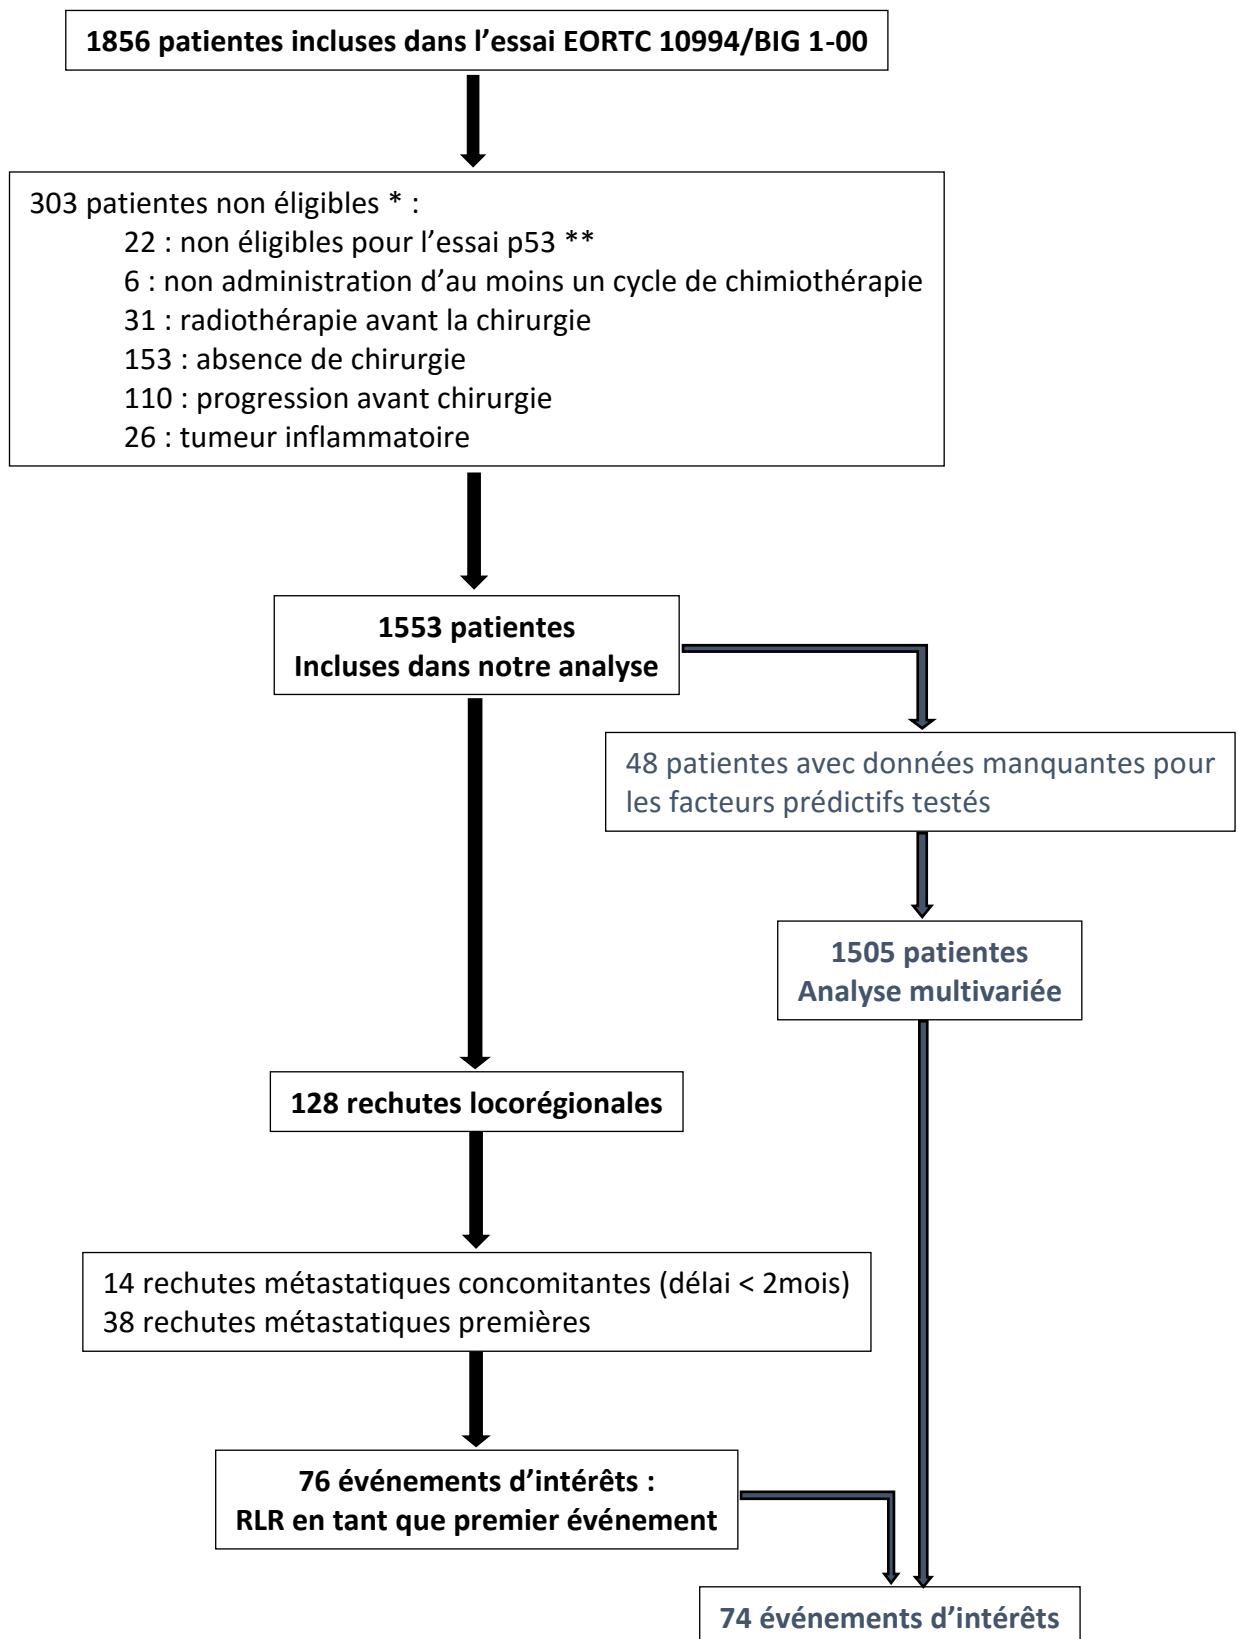 1856 patientes incluses dans l’essai EORTC 10994/BIG 1-00
303 patientes non éligibles * :
22 : non éligibles pour l’essai p53 **
6 : non administration d’au moins un cycle de chimiothérapie
31 : radiothérapie avant la chirurgie
153 : absence de chirurgie
110 : progression avant chirurgie
26 : tumeur inflammatoire
1553 patientes
Incluses dans notre analyse
48 patientes avec données manquantes pour
les facteurs prédictifs testés
1505 patientes
Analyse multivariée
128 rechutes locorégionales
14 rechutes métastatiques concomitantes (délai < 2mois)
38 rechutes métastatiques premières
76 événements d’intérêts :
RLR en tant que premier événement
74 événements d’intérêts